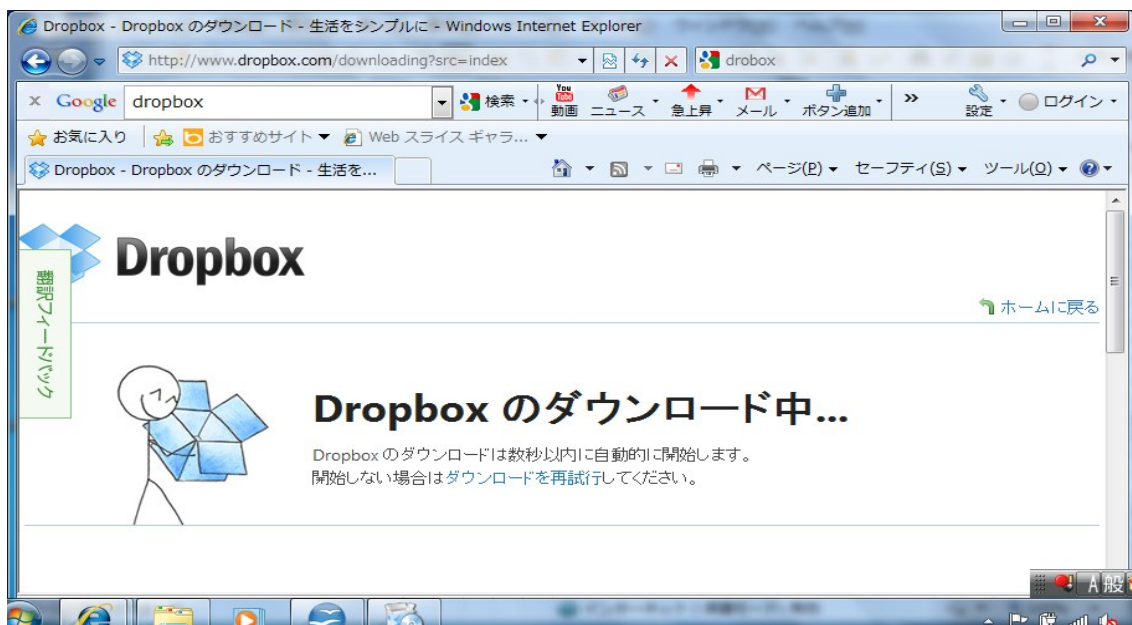 Dropbox - Dropbox のダウンロード - 生活をシンプルに - Windows Internet Explorer
http://www.dropbox.com/downloading?src=index drobox
× Google dropbox 検索 You Tube 動画 ニュース 急上昇 メール ボタン追加 » 設定 ログイン
お気に入り おすすめサイト Web スライス ギャラ...
Dropbox - Dropbox のダウンロード - 生活を... ページ(P) セーフティ(S) ツール(O)
Dropbox
翻訳フィードバック
ホームに戻る
Dropbox のダウンロード中...
Dropbox のダウンロードは数秒以内に自動的に開始します。
開始しない場合はダウンロードを再試行してください。
A 般